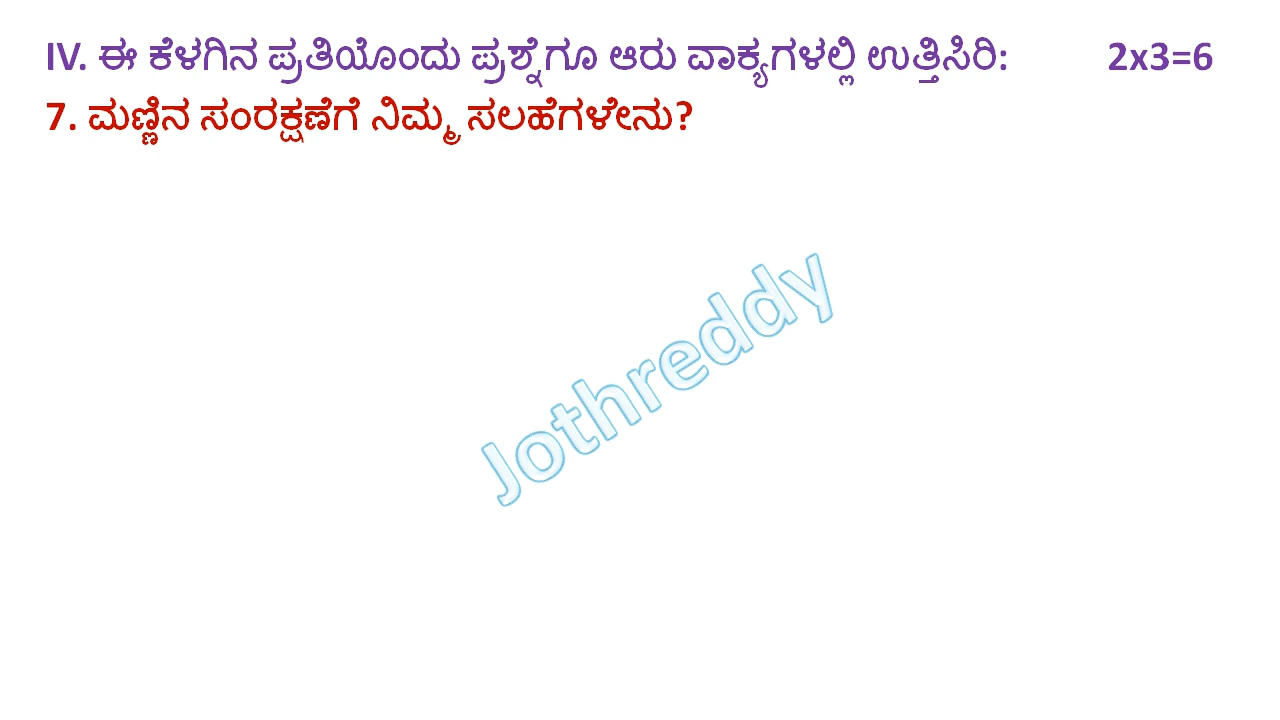 IV. ಈ ಕೆಳಗಿನ ಪ್ರತಿಯೊಂದು ಪ್ರಶ್ನೆಗೂ ಆರು ವಾಕ್ಯಗಳಲ್ಲಿ ಉತ್ತಿಸಿರಿ: 2x3=6
7. ಮಣ್ಣಿನ ಸಂರಕ್ಷಣೆಗೆ ನಿಮ್ಮ ಸಲಹೆಗಳೇನು?
Jothreddy